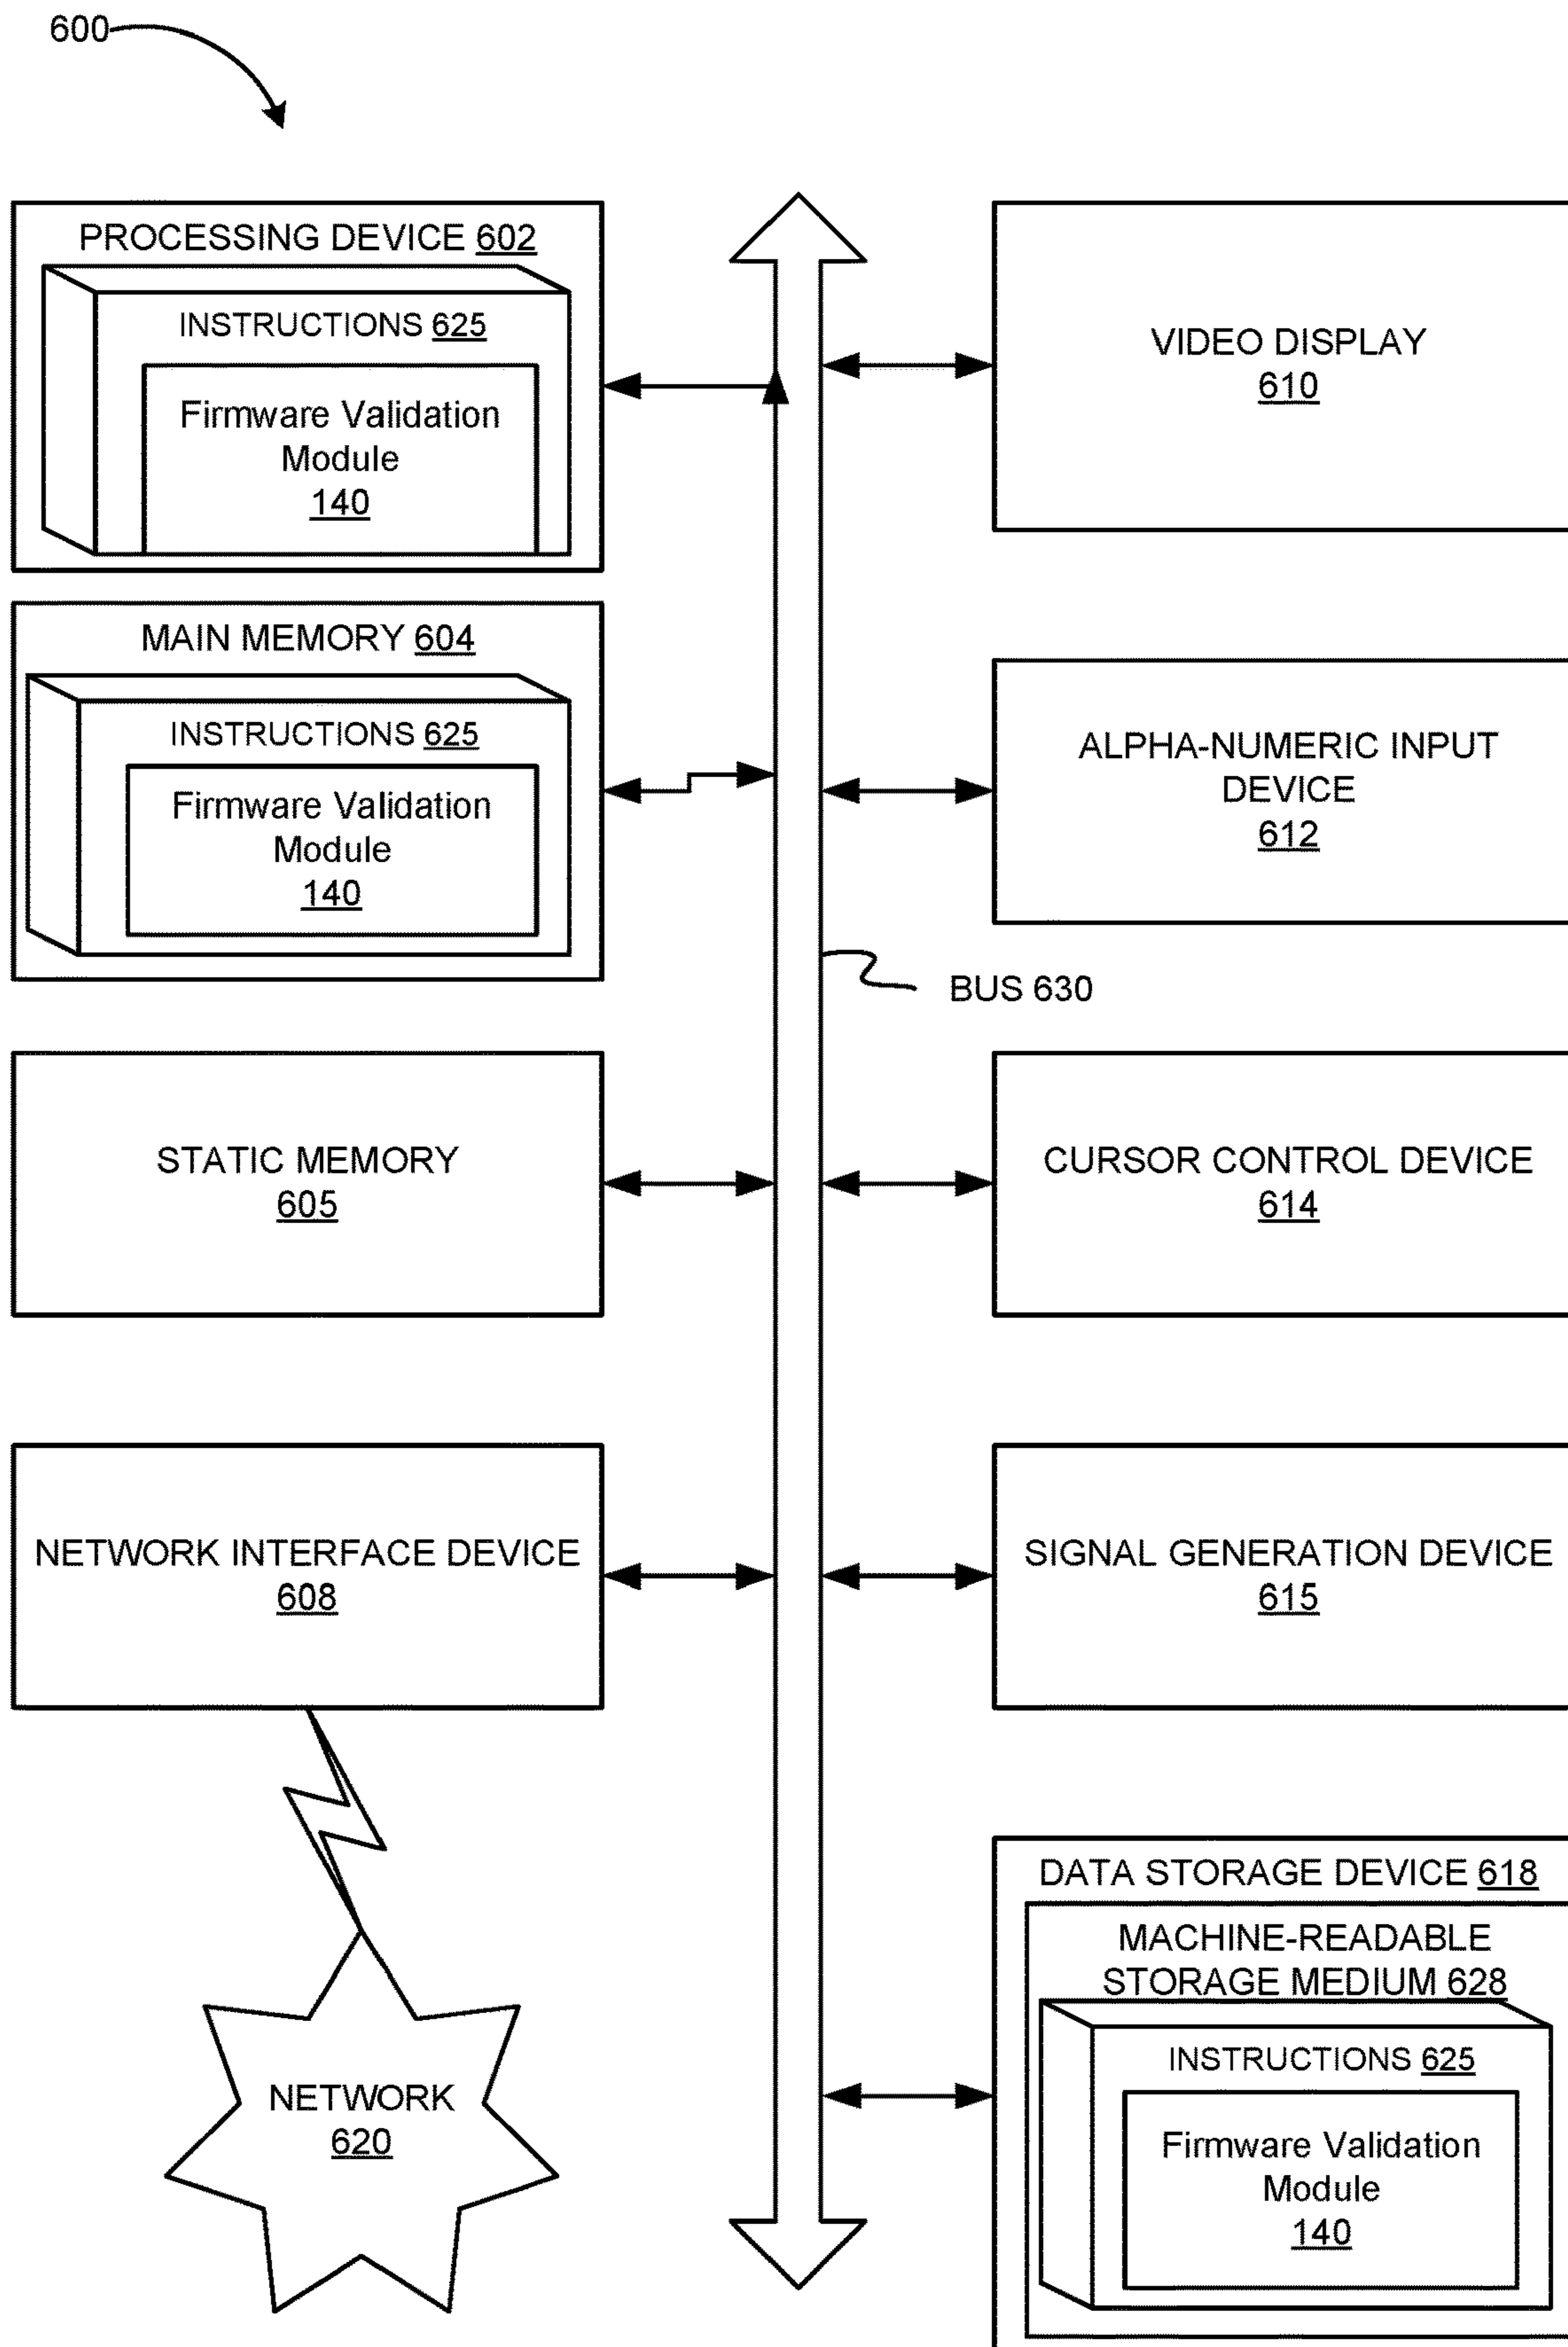 600
PROCESSING DEVICE 602
INSTRUCTIONS 625
Firmware Validation
Module
140
MAIN MEMORY 604
INSTRUCTIONS 625
Firmware Validation
Module
140
STATIC MEMORY
605
NETWORK INTERFACE DEVICE
608
NETWORK
620
VIDEO DISPLAY
610
ALPHA-NUMERIC INPUT
DEVICE
612
BUS 630
CURSOR CONTROL DEVICE
614
SIGNAL GENERATION DEVICE
615
DATA STORAGE DEVICE 618
MACHINE-READABLE
STORAGE MEDIUM 628
INSTRUCTIONS 625
Firmware Validation
Module
140